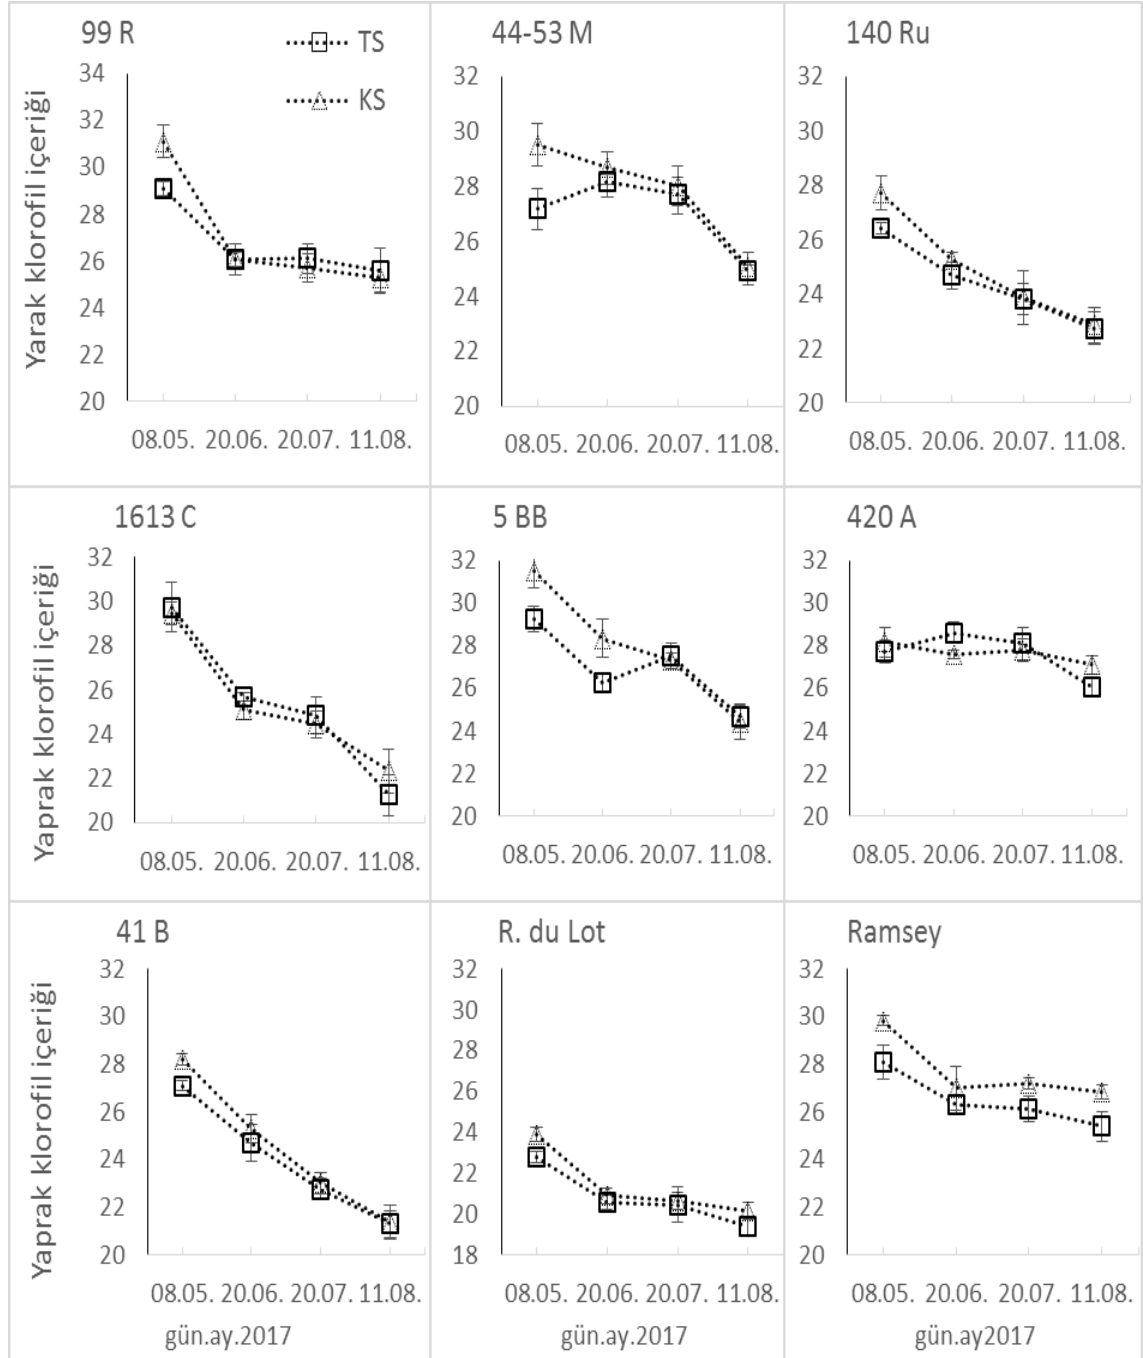 99 R
TS
KS
Yarak klorofil içeriği
34
32
30
28
26
24
22
20
08.05. 20.06. 20.07. 11.08.
44-53 M
32
30
28
26
24
22
20
08.05. 20.06. 20.07. 11.08.
140 Ru
32
30
28
26
24
22
20
08.05. 20.06. 20.07. 11.08.
1613 C
Yaprak klorofil içeriği
32
30
28
26
24
22
20
08.05. 20.06. 20.07. 11.08.
5 BB
32
30
28
26
24
22
20
08.05. 20.06. 20.07. 11.08.
420 A
32
30
28
26
24
22
20
08.05. 20.06. 20.07. 11.08.
41 B
Yaprak klorofil içeriği
32
30
28
26
24
22
20
08.05. 20.06. 20.07. 11.08.
gün.ay.2017
R. du Lot
32
30
28
26
24
22
20
18
08.05. 20.06. 20.07. 11.08.
gün.ay.2017
Ramsey
32
30
28
26
24
22
20
08.05. 20.06. 20.07. 11.08.
gün.ay2017